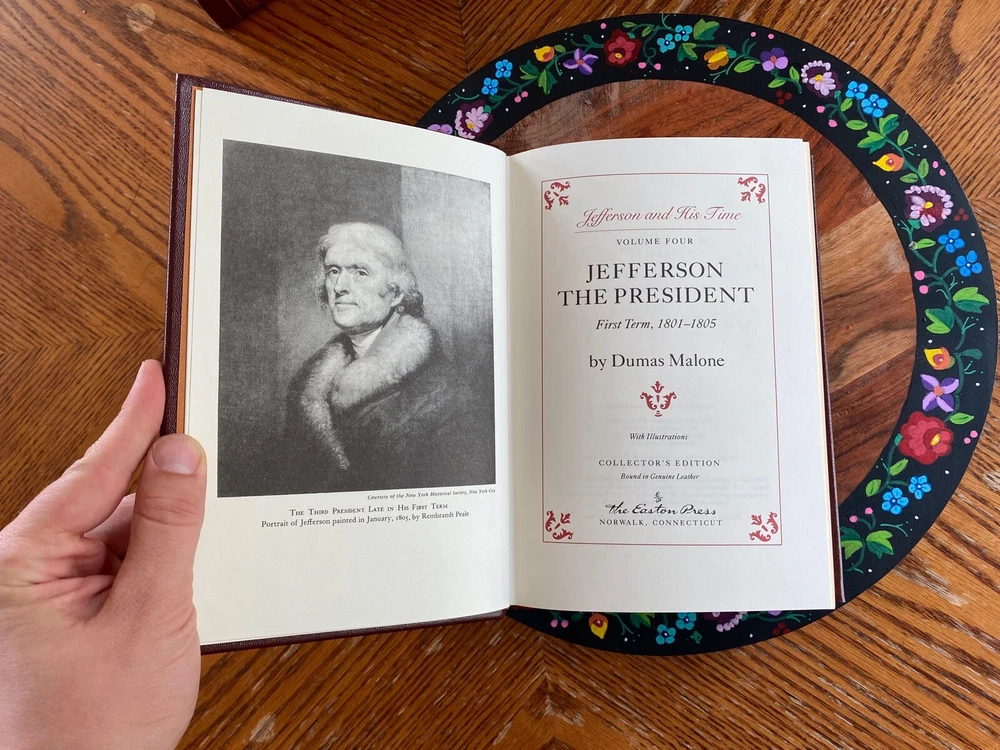 Courtesy of the New York Historical Society, New York City
The Third President Late in His First Term
Portrait of Jefferson painted in January, 1805, by Rembrandt Peale
Jefferson and His Time
VOLUME FOUR
JEFFERSON
THE PRESIDENT
First Term, 1801–1805
by Dumas Malone
With Illustrations
COLLECTOR'S EDITION
Bound in Genuine Leather
The Easton Press
NORWALK, CONNECTICUT